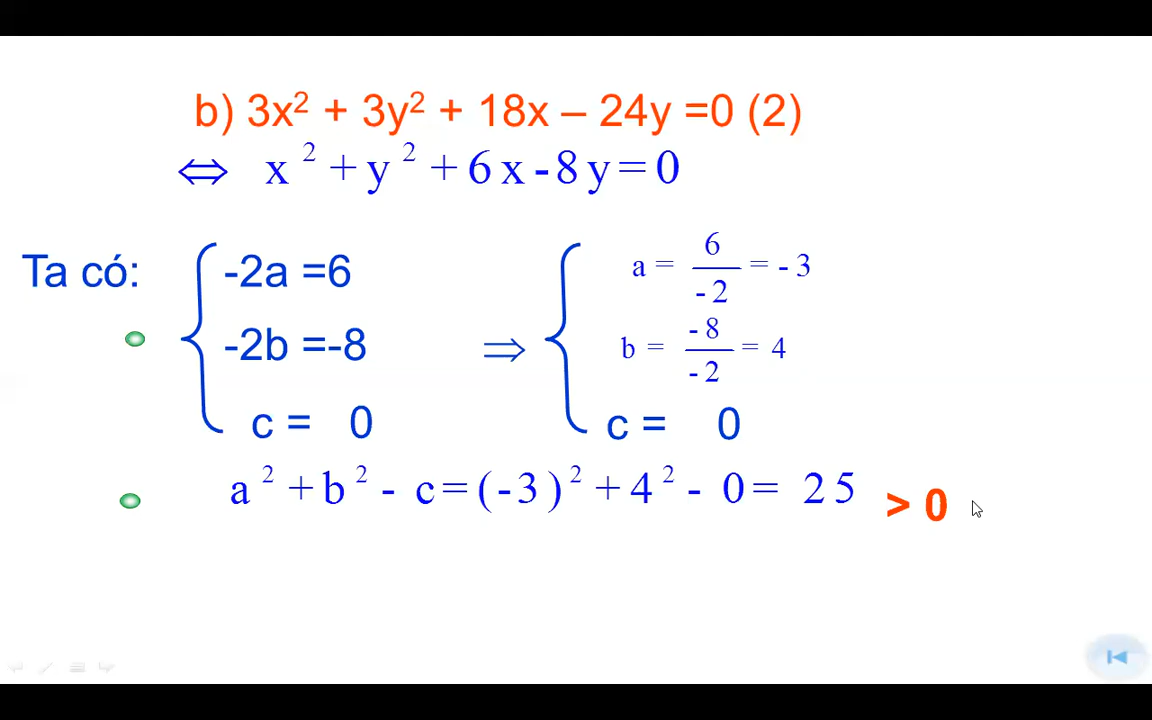 b) 3x² + 3y² + 18x – 24y =0 (2)
⇔ x² + y² + 6x - 8y = 0
Ta có:
-2a =6
-2b =-8
c = 0
⇒
a = 6/-2 = -3
b = -8/-2 = 4
c = 0
a² + b² - c = (-3)² + 4² - 0 = 25 > 0